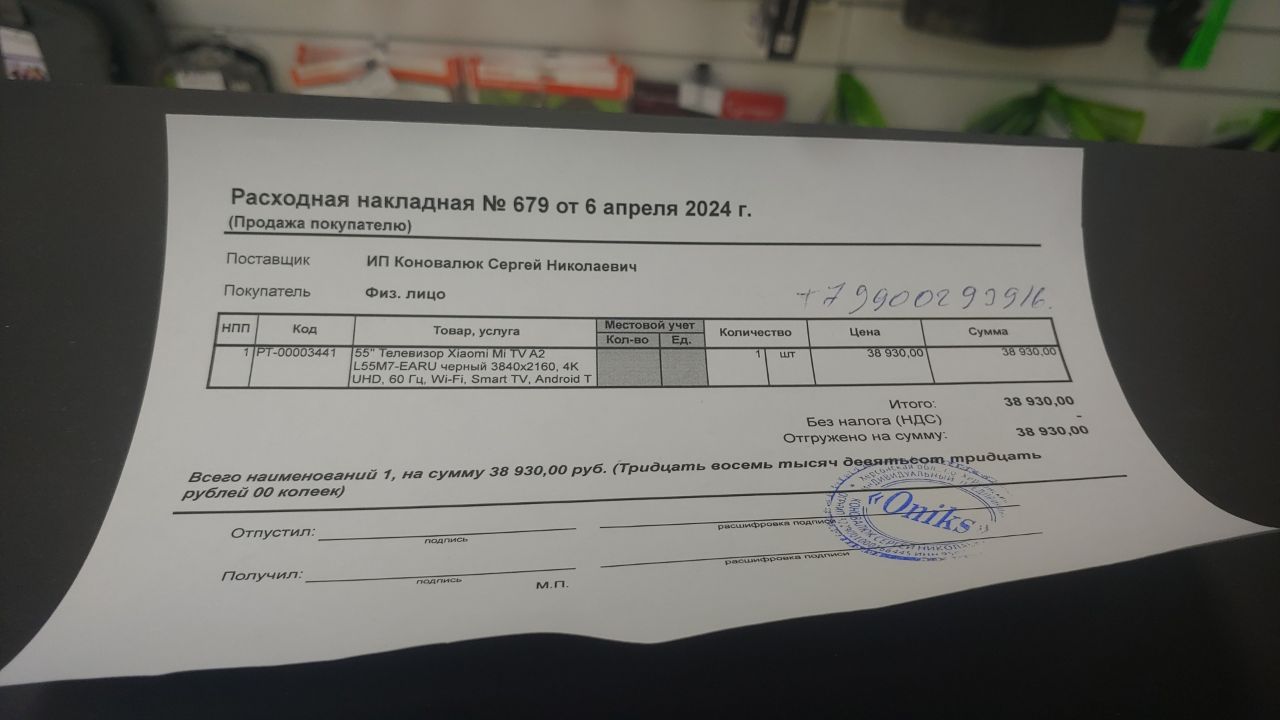 Расходная накладная № 679 от 6 апреля 2024 г.
(Продажа покупателю)
Поставщик ИП Коновалюк Сергей Николаевич
Покупатель Физ. лицо
+79900299916.
НПП Код Товар, услуга Местовой учет Количество Цена Сумма
Кол-во Ед.
1 РТ-00003441 55" Телевизор Xiaomi Mi TV A2 1 шт 38 930,00 38 930,00
L55M7-EARU черный 3840x2160, 4K
UHD, 60 Гц, Wi-Fi, Smart TV, Android T
Итого: 38 930,00
Без налога (НДС) -
Отгружено на сумму: 38 930,00
Всего наименований 1, на сумму 38 930,00 руб. (Тридцать восемь тысяч девятьсот тридцать
рублей 00 копеек)
Отпустил:
подпись расшифровка подписи
Получил:
подпись расшифровка подписи
М.П.
«Oniks